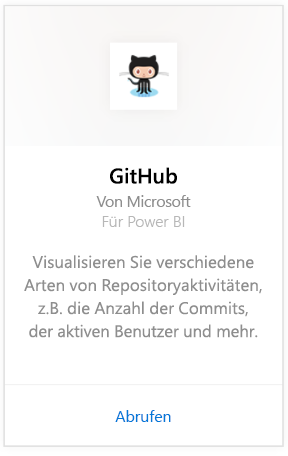 GitHub
Von Microsoft
Für Power BI
Visualisieren Sie verschiedene
Arten von Repositoryaktivitäten,
z.B. die Anzahl der Commits,
der aktiven Benutzer und mehr.
Abrufen